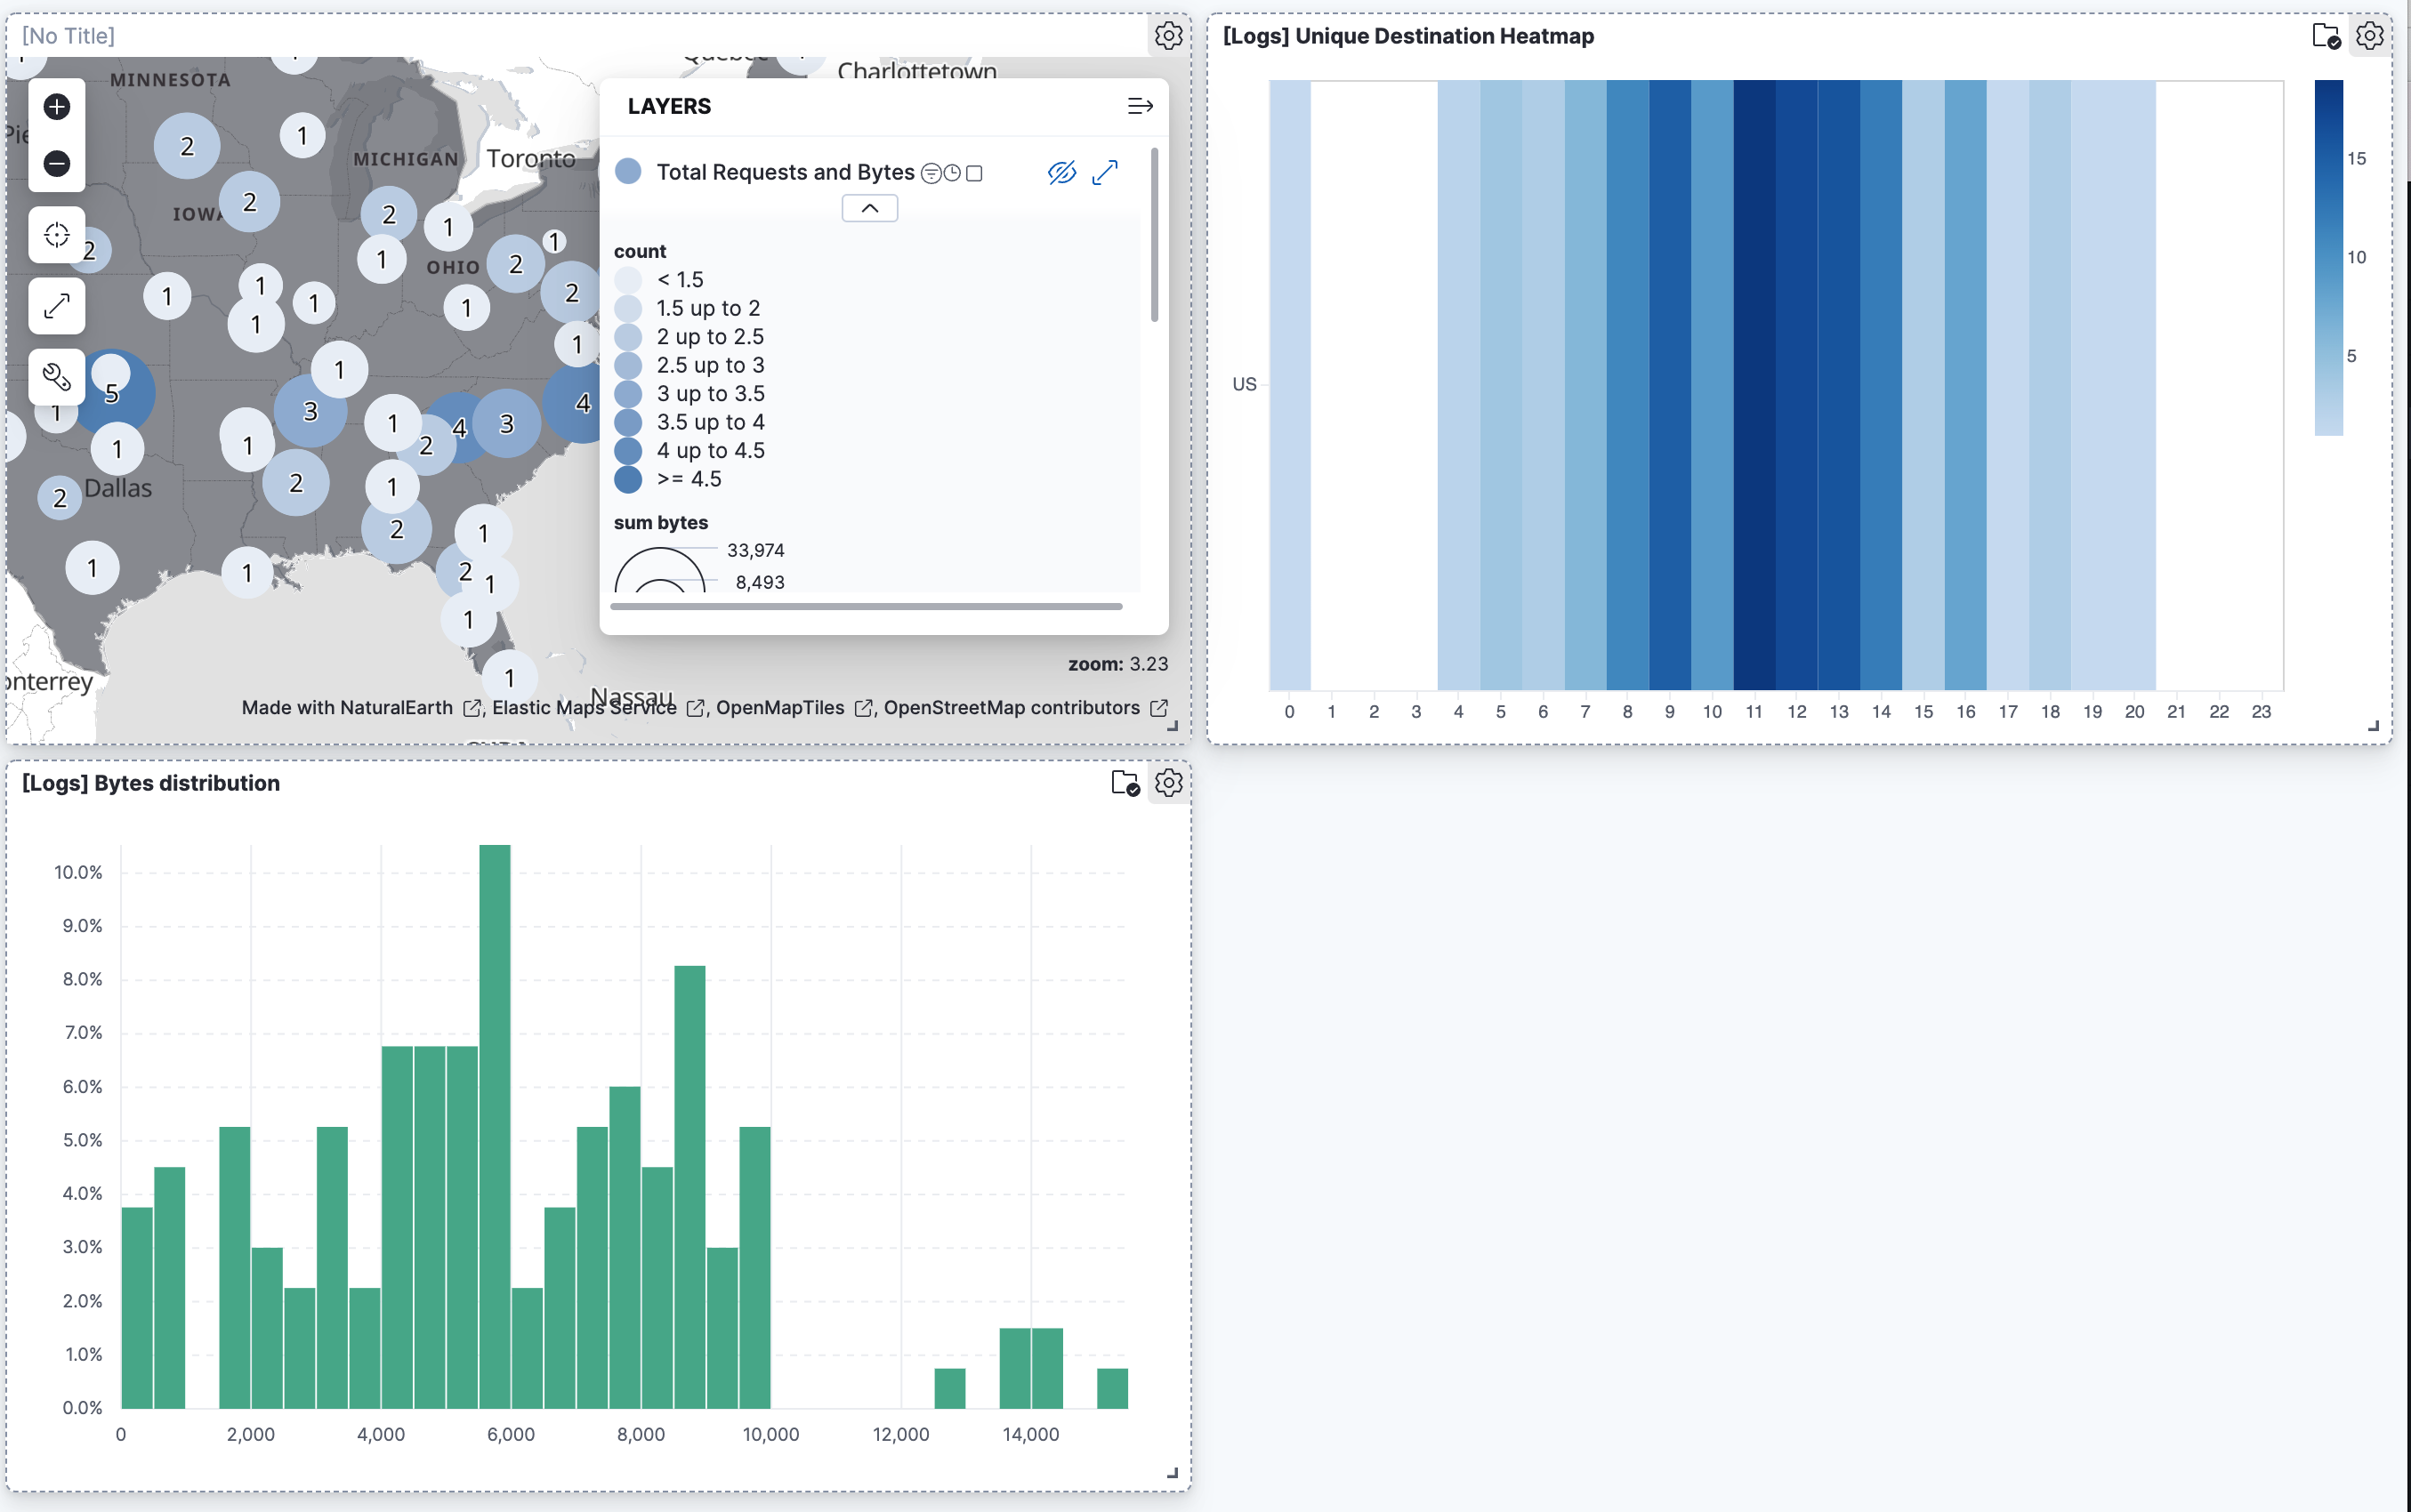 [No Title]
Charlottetown
MINNESOTA
LAYERS
2
1
MICHIGAN
Toronto
Total Requests and Bytes
2
IOWA
2
1
1
2
1
OHIO
2
count
1
1
1
1
2
< 1.5
1
1
1.5 up to 2
1
2 up to 2.5
1
2.5 up to 3
5
3 up to 3.5
1
3
1
4
3
4
3.5 up to 4
1
1
2
4 up to 4.5
2
Dallas
2
1
>= 4.5
2
1
sum bytes
33,974
1
1
2
1
8,493
1
zoom: 3.23
1
Nassau
Made with NaturalEarth, Elastic Maps Service, OpenMapTiles, OpenStreetMap contributors
[Logs] Unique Destination Heatmap
15
10
5
US
0 1 2 3 4 5 6 7 8 9 10 11 12 13 14 15 16 17 18 19 20 21 22 23
[Logs] Bytes distribution
10.0%
9.0%
8.0%
7.0%
6.0%
5.0%
4.0%
3.0%
2.0%
1.0%
0.0%
0 2,000 4,000 6,000 8,000 10,000 12,000 14,000